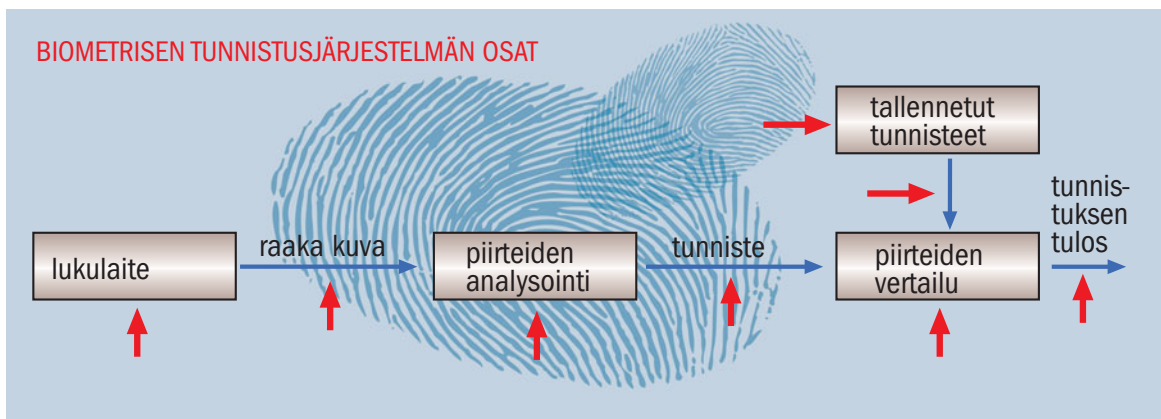 BIOMETRISEN TUNNISTUSJÄRJESTELMÄN OSAT
tallennetut
tunnisteet
tunnis-
tuksen
tulos
lukulaite
raaka kuva
piirteiden
analysointi
tunniste
piirteiden
vertailu